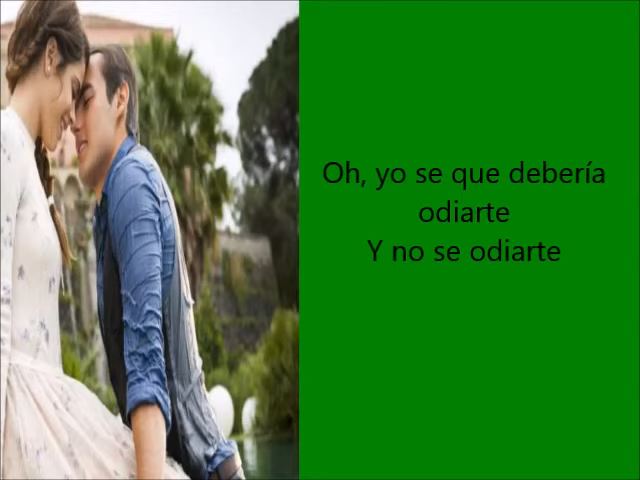 Oh, yo se que debería
odiarte
Y no se odiarte